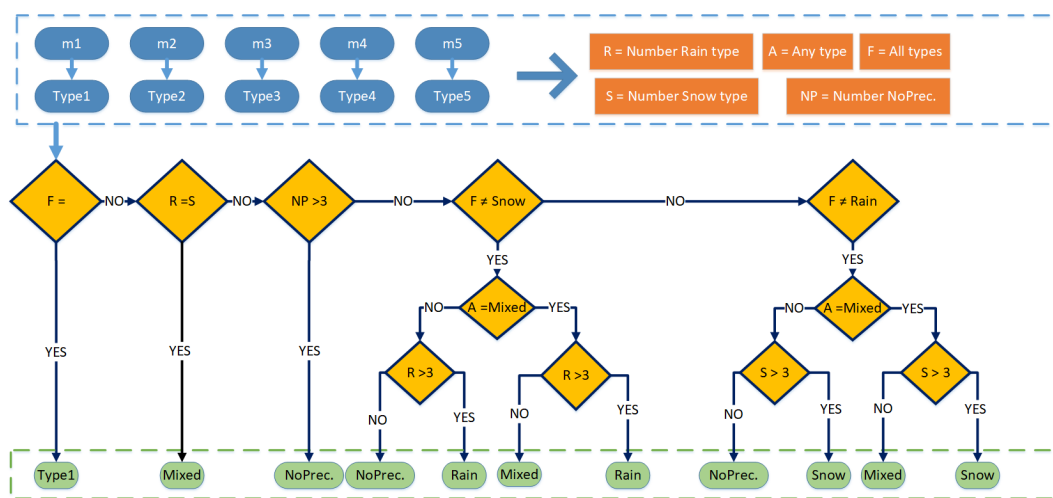 m1 m2 m3 m4 m5
Type1 Type2 Type3 Type4 Type5
R = Number Rain type A = Any type F = All types
S = Number Snow type NP = Number NoPrec.
F = NO R =S NO NP >3 NO F ≠ Snow NO F ≠ Rain
YES YES
NO A =Mixed YES NO A =Mixed YES
YES YES YES
R >3 R >3 S > 3 S > 3
NO YES NO YES NO YES NO YES
Type1 Mixed NoPrec. NoPrec. Rain Mixed Rain NoPrec. Snow Mixed Snow